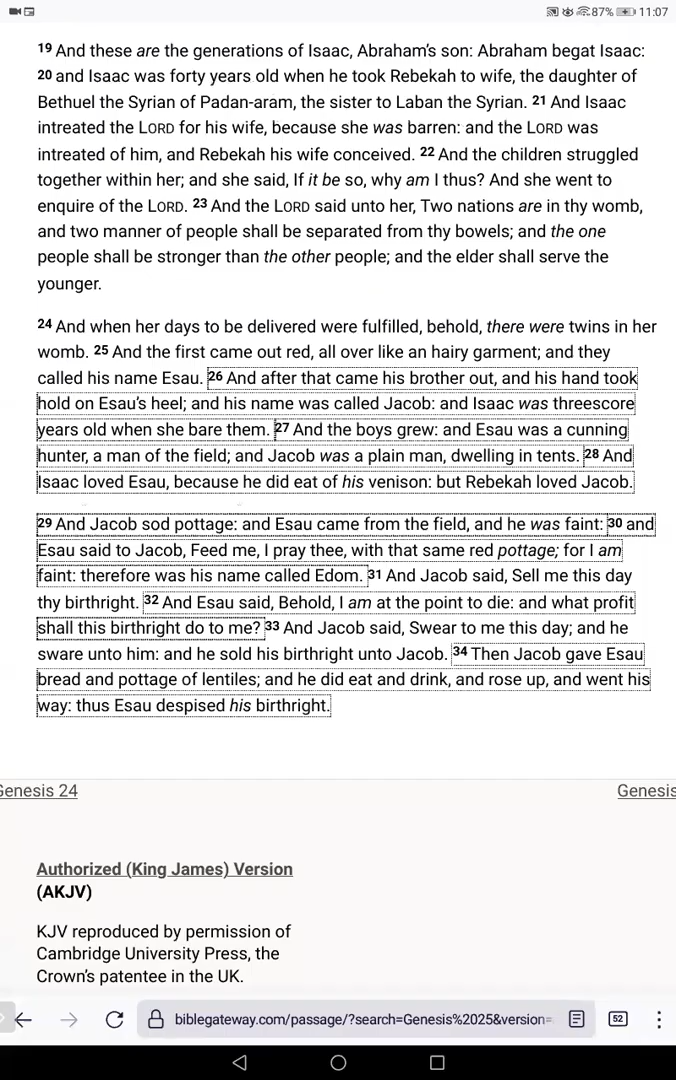 87% 11:07
19 And these are the generations of Isaac, Abraham's son: Abraham begat Isaac:
20 and Isaac was forty years old when he took Rebekah to wife, the daughter of
Bethuel the Syrian of Padan-aram, the sister to Laban the Syrian. 21 And Isaac
intreated the LORD for his wife, because she was barren: and the LORD was
intreated of him, and Rebekah his wife conceived. 22 And the children struggled
together within her; and she said, If it be so, why am I thus? And she went to
enquire of the LORD. 23 And the LORD said unto her, Two nations are in thy womb,
and two manner of people shall be separated from thy bowels; and the one
people shall be stronger than the other people; and the elder shall serve the
younger.
24 And when her days to be delivered were fulfilled, behold, there were twins in her
womb. 25 And the first came out red, all over like an hairy garment; and they
called his name Esau. 26 And after that came his brother out, and his hand took
hold on Esau's heel; and his name was called Jacob: and Isaac was threescore
years old when she bare them. 27 And the boys grew: and Esau was a cunning
hunter, a man of the field; and Jacob was a plain man, dwelling in tents. 28 And
Isaac loved Esau, because he did eat of his venison: but Rebekah loved Jacob.
29 And Jacob sod pottage: and Esau came from the field, and he was faint: 30 and
Esau said to Jacob, Feed me, I pray thee, with that same red pottage; for I am
faint: therefore was his name called Edom. 31 And Jacob said, Sell me this day
thy birthright. 32 And Esau said, Behold, I am at the point to die: and what profit
shall this birthright do to me? 33 And Jacob said, Swear to me this day; and he
sware unto him: and he sold his birthright unto Jacob. 34 Then Jacob gave Esau
bread and pottage of lentiles; and he did eat and drink, and rose up, and went his
way: thus Esau despised his birthright.
Genesis 24 Genesis
Authorized (King James) Version
(AKJV)
KJV reproduced by permission of
Cambridge University Press, the
Crown's patentee in the UK.
biblegateway.com/passage/?search=Genesis%2025&version= 52